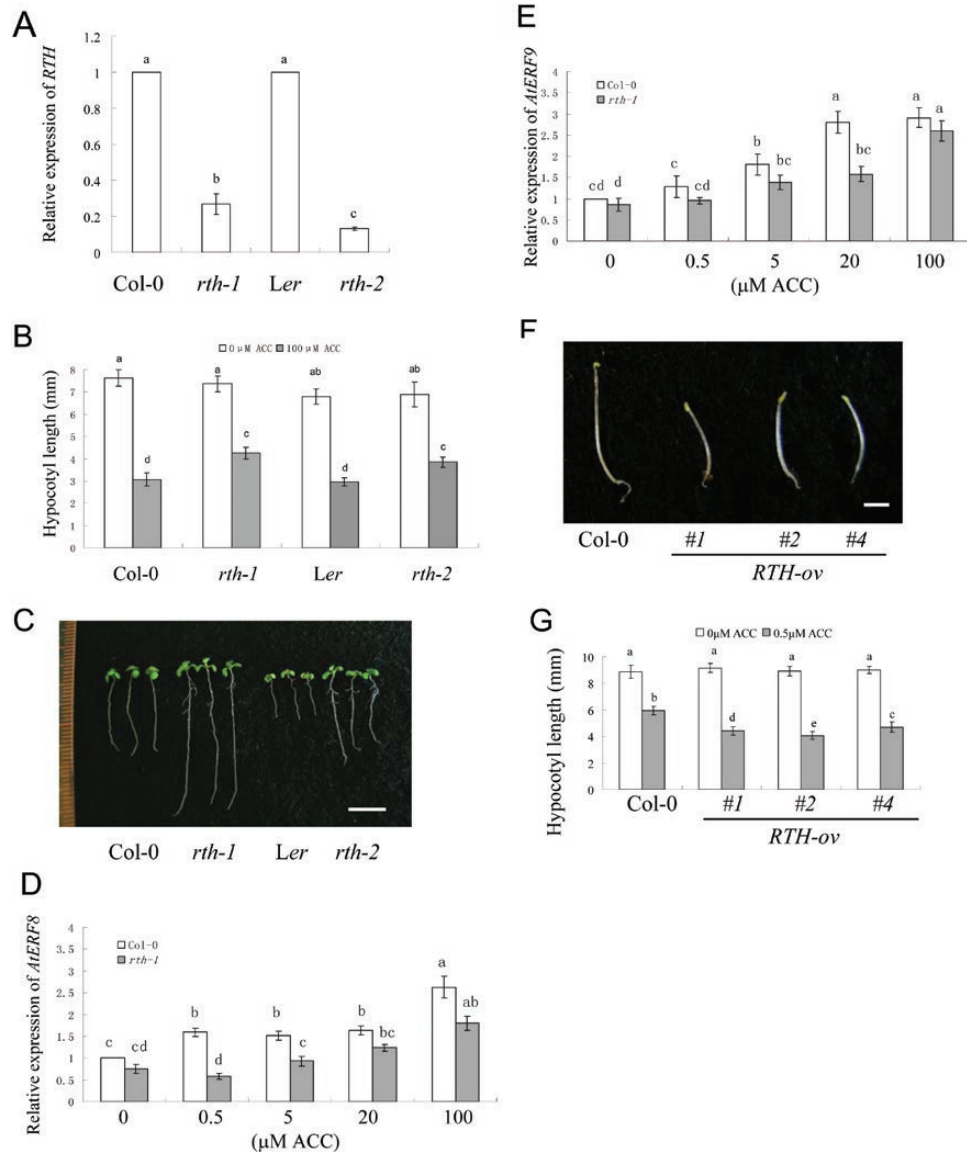 A
Relative expression of RTH
1.2
1
0.8
0.6
0.4
0.2
0
a
b
a
c
Col-0 rth-1 Ler rth-2
B
Hypocotyl length (mm)
0 μM ACC 100 μM ACC
8
7
6
5
4
3
2
1
0
a a ab ab
d c d c
Col-0 rth-1 Ler rth-2
C
Col-0 rth-1 Ler rth-2
D
Relative expression of AtERF8
4
3.5
3
2.5
2
1.5
1
0.5
0
Col-0
rth-1
c cd b d b c b bc a ab
0 0.5 5 20 100
(μM ACC)
E
Relative expression of AtERF9
4
3.5
3
2.5
2
1.5
1
0.5
0
Col-0
rth-1
cd d c cd b bc a bc a a
0 0.5 5 20 100
(μM ACC)
F
Col-0 #1 #2 #4
RTH-ov
G
Hypocotyl length (mm)
0μM ACC 0.5μM ACC
10
8
6
4
2
0
a a a a
b d e c
Col-0 #1 #2 #4
RTH-ov